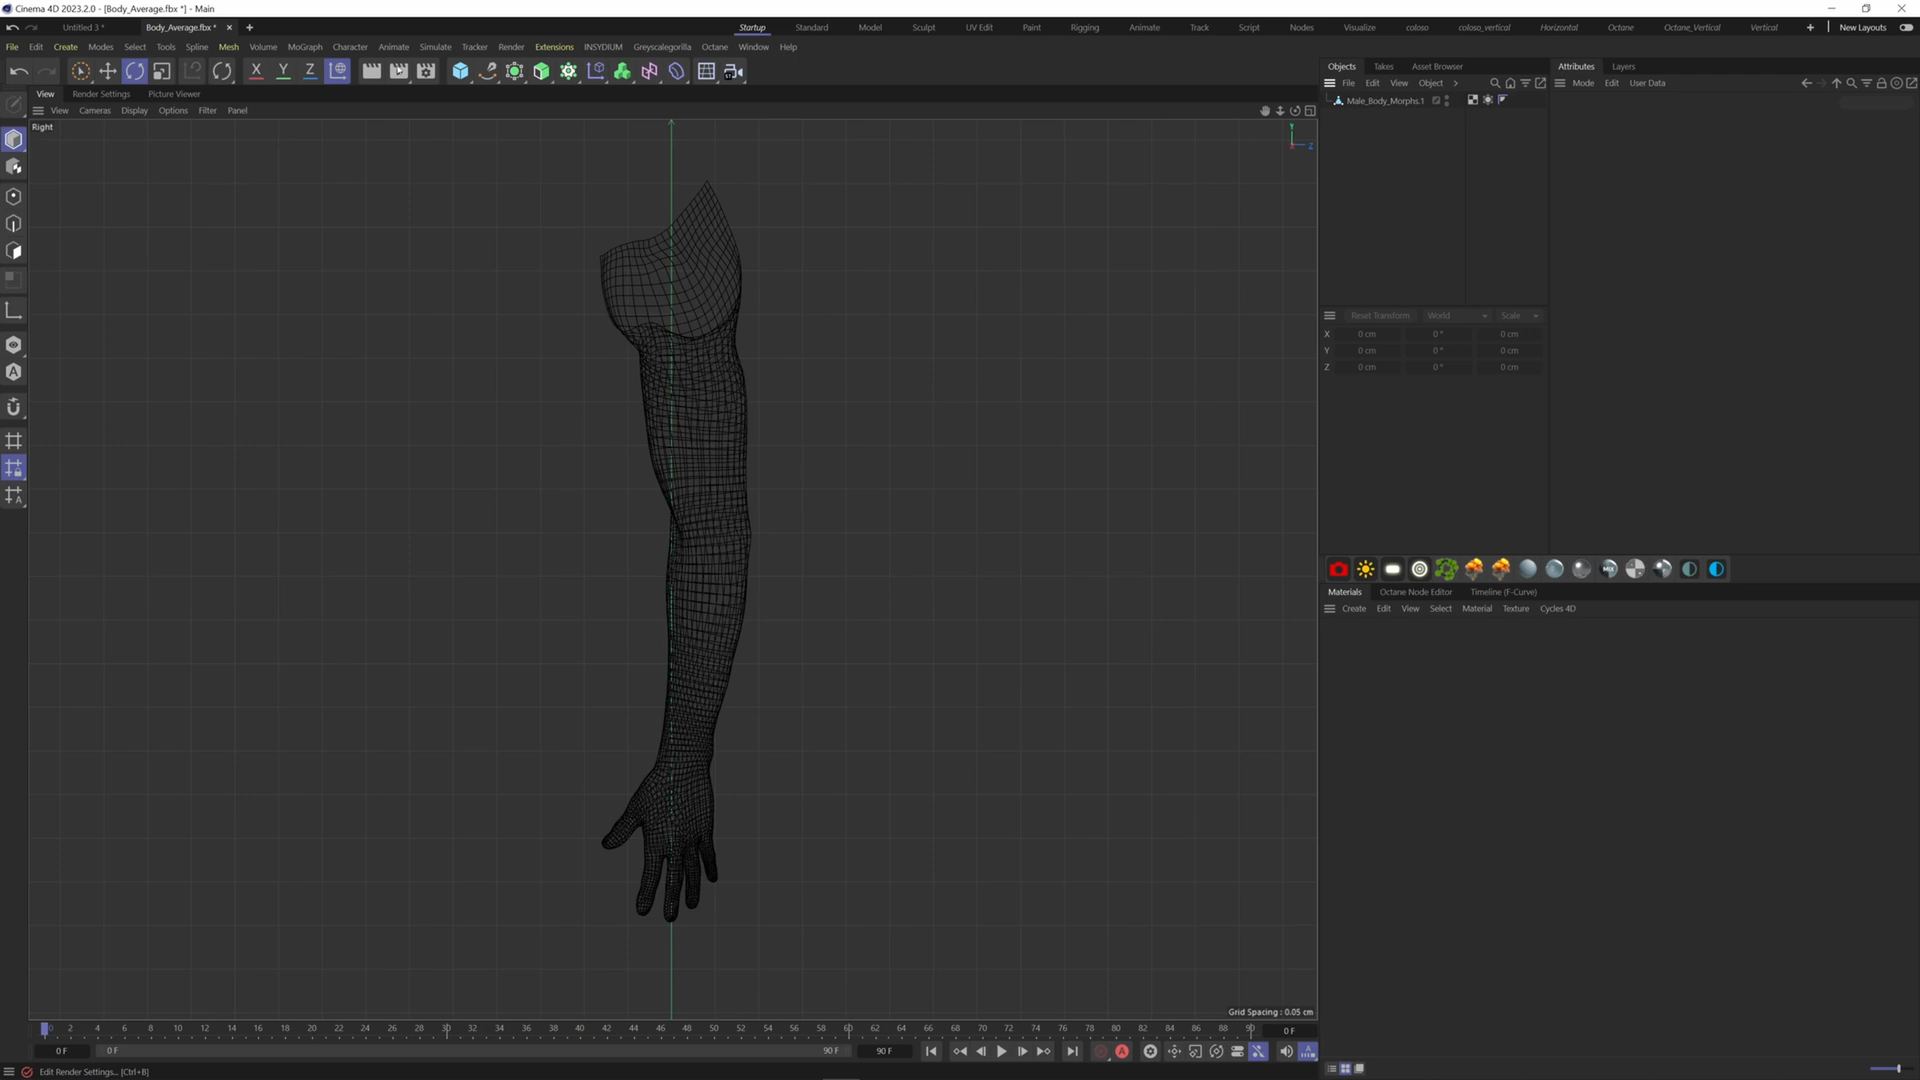 Cinema 4D 2023.2.0 - [Body_Average.fbx *] - Main
Untitled 3 *
Body_Average.fbx *
Startup Standard Model Sculpt UV Edit Paint Rigging Animate Track Script Nodes Visualize coloso coloso_vertical Horizontal Octane Octane_Vertical Vertical + New Layouts
File Edit Create Modes Select Tools Spline Mesh Volume MoGraph Character Animate Simulate Tracker Render Extensions INSYDIUM Greyscalegorilla Octane Window Help
X Y Z
Objects Takes Asset Browser
Attributes Layers
File Edit View Object >
Mode Edit User Data
View Render Settings Picture Viewer
View Cameras Display Options Filter Panel
Male_Body_Morphs.1
Right
Y
Z
Reset Transform World Scale
X 0 cm 0 ° 0 cm
Y 0 cm 0 ° 0 cm
Z 0 cm 0 ° 0 cm
MIX
Materials Octane Node Editor Timeline (F-Curve)
Create Edit View Select Material Texture Cycles 4D
Grid Spacing : 0.05 cm
0 2 4 6 8 10 12 14 16 18 20 22 24 26 28 30 32 34 36 38 40 42 44 46 48 50 52 54 56 58 60 62 64 66 68 70 72 74 76 78 80 82 84 86 88 90 0 F
0 F 0 F 90 F 90 F
Edit Render Settings... [Ctrl+B]